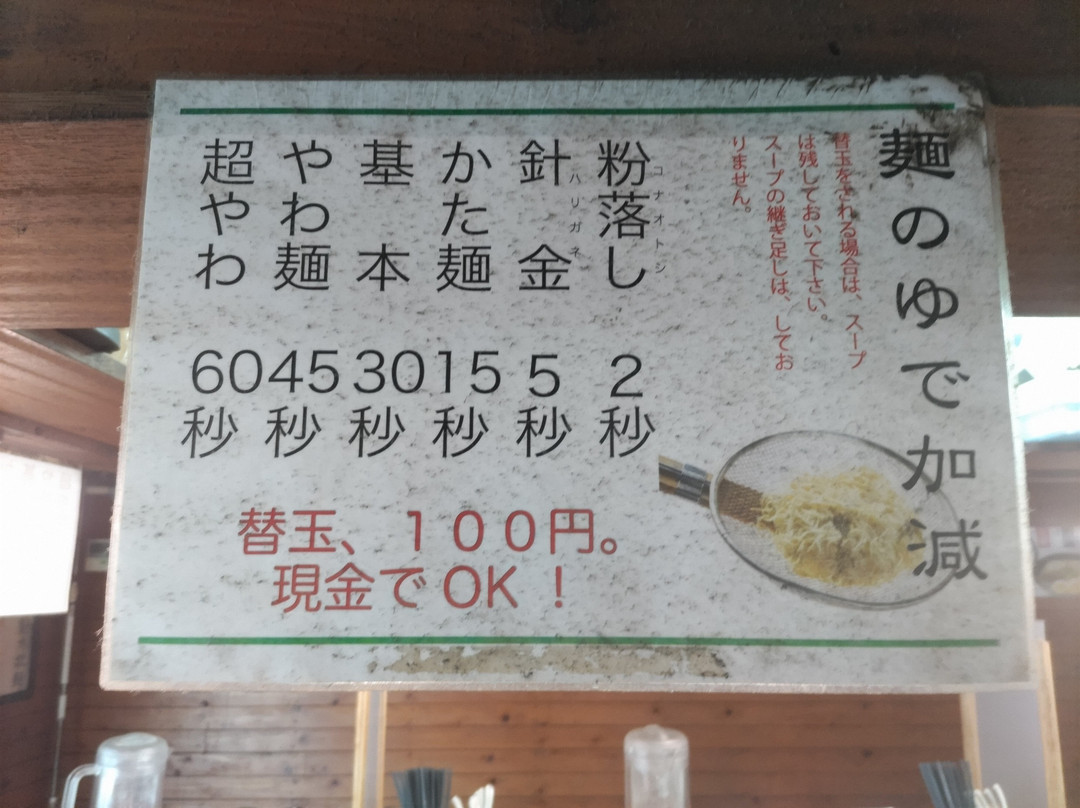 麺のゆで加減
替玉をされる場合は、スープ
は残しておいて下さい。
スープの継ぎ足しは、してお
りません。
粉落し 2秒
コナオトシ
針金 5秒
ハリガネ
かた麺 15秒
基本 30秒
やわ麺 45秒
超やわ 60秒
替玉、１００円。
現金でOK！